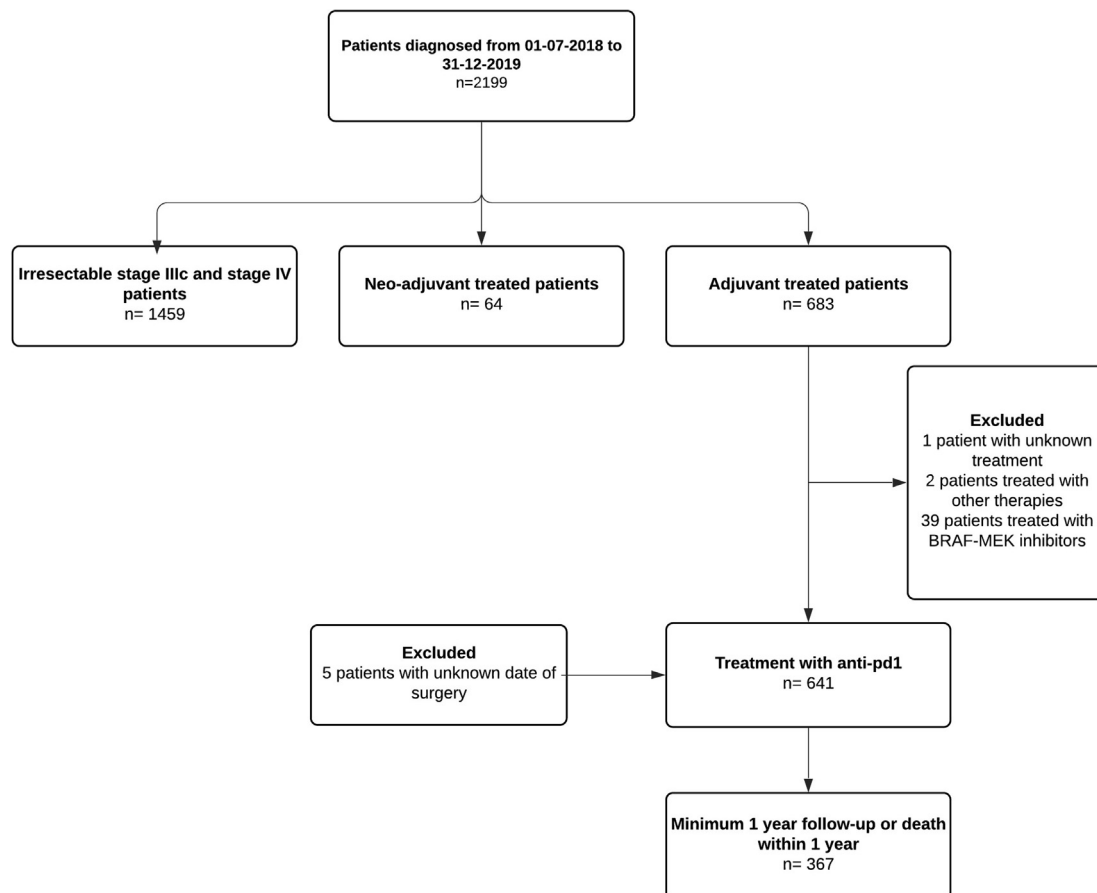 Patients diagnosed from 01-07-2018 to
31-12-2019
n=2199
Irresectable stage IIIc and stage IV
patients
n= 1459
Neo-adjuvant treated patients
n= 64
Adjuvant treated patients
n= 683
Excluded
1 patient with unknown
treatment
2 patients treated with
other therapies
39 patients treated with
BRAF-MEK inhibitors
Excluded
5 patients with unknown date of
surgery
Treatment with anti-pd1
n= 641
Minimum 1 year follow-up or death
within 1 year
n= 367